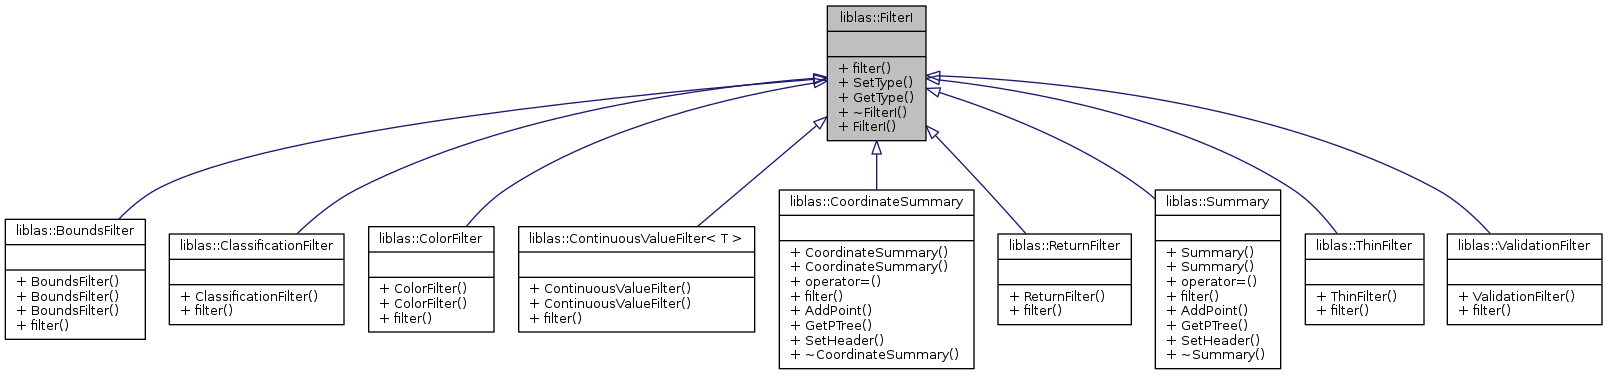 liblas::FilterI
+ filter()
+ SetType()
+ GetType()
+ ~FilterI()
+ FilterI()
liblas::BoundsFilter
+ BoundsFilter()
+ BoundsFilter()
+ BoundsFilter()
+ filter()
liblas::ClassificationFilter
+ ClassificationFilter()
+ filter()
liblas::ColorFilter
+ ColorFilter()
+ ColorFilter()
+ filter()
liblas::ContinuousValueFilter< T >
+ ContinuousValueFilter()
+ ContinuousValueFilter()
+ filter()
liblas::CoordinateSummary
+ CoordinateSummary()
+ CoordinateSummary()
+ operator=()
+ filter()
+ AddPoint()
+ GetPTree()
+ SetHeader()
+ ~CoordinateSummary()
liblas::ReturnFilter
+ ReturnFilter()
+ filter()
liblas::Summary
+ Summary()
+ Summary()
+ operator=()
+ filter()
+ AddPoint()
+ GetPTree()
+ SetHeader()
+ ~Summary()
liblas::ThinFilter
+ ThinFilter()
+ filter()
liblas::ValidationFilter
+ ValidationFilter()
+ filter()